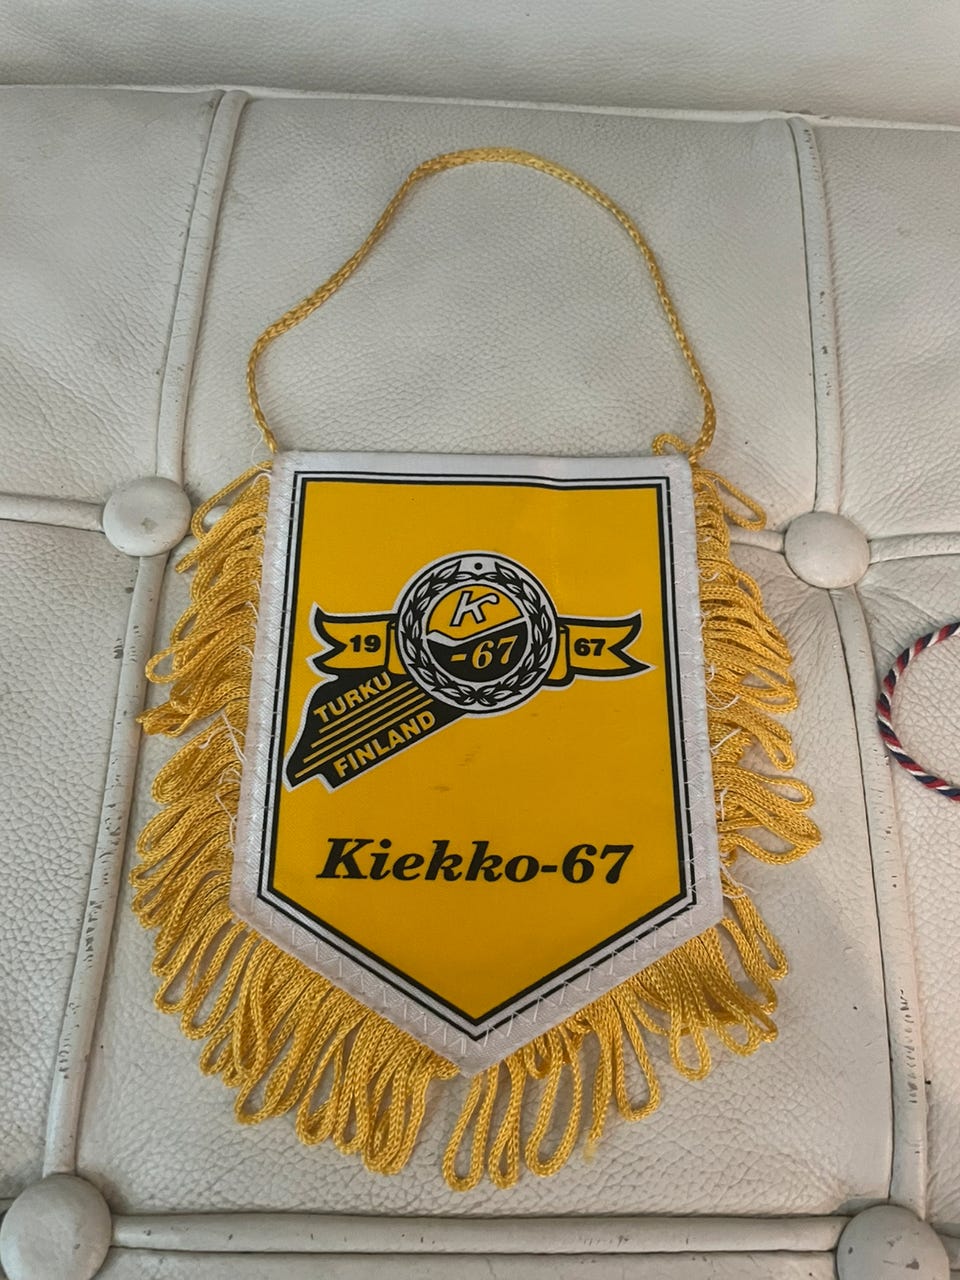 K
-67
19 67
TURKU
FINLAND
Kiekko-67